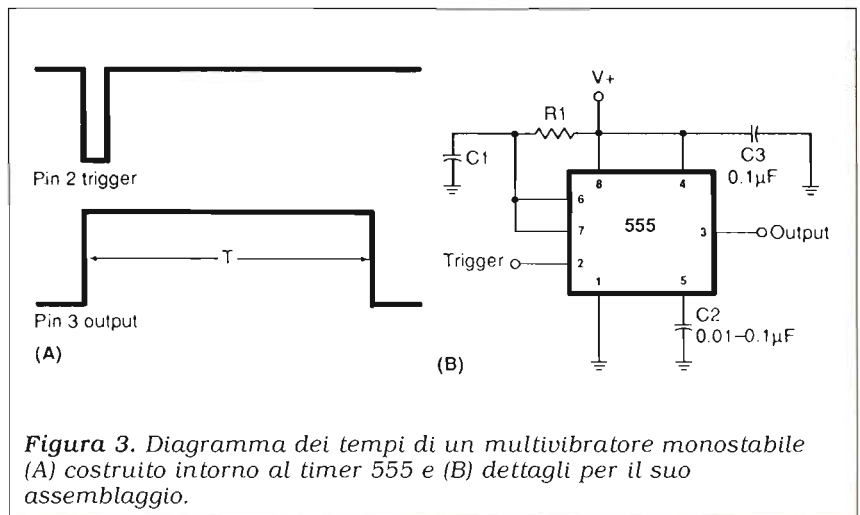 Pin 2 trigger
T
Pin 3 output
(A)
V+
R1
C1
C3
0.1µF
8
4
6
7
555
3
Output
Trigger
2
1
5
C2
0.01–0.1µF
(B)
Figura 3. Diagramma dei tempi di un multivibratore monostabile
(A) costruito intorno al timer 555 e (B) dettagli per il suo
assemblaggio.